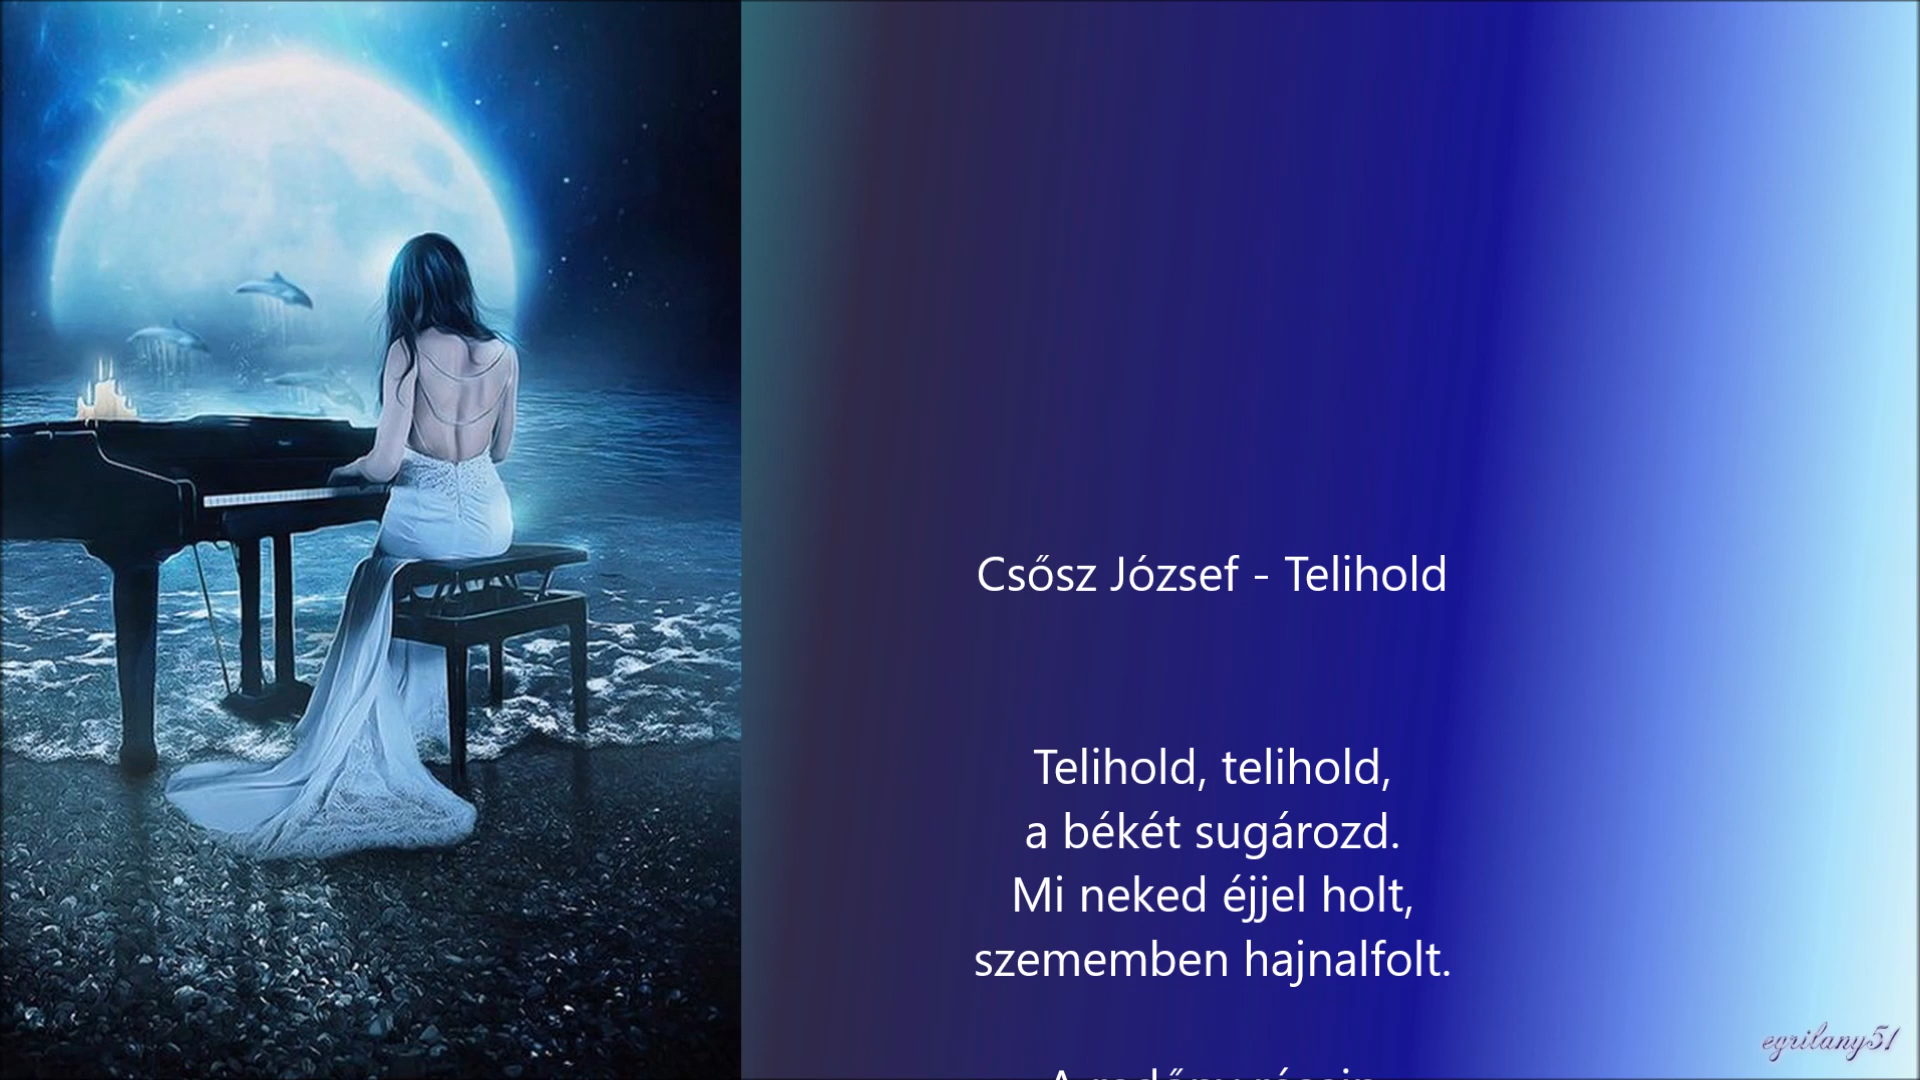 Csősz József - Telihold
Telihold, telihold,
a békét sugározd.
Mi neked éjjel holt,
szememben hajnalfolt.
egrilany51